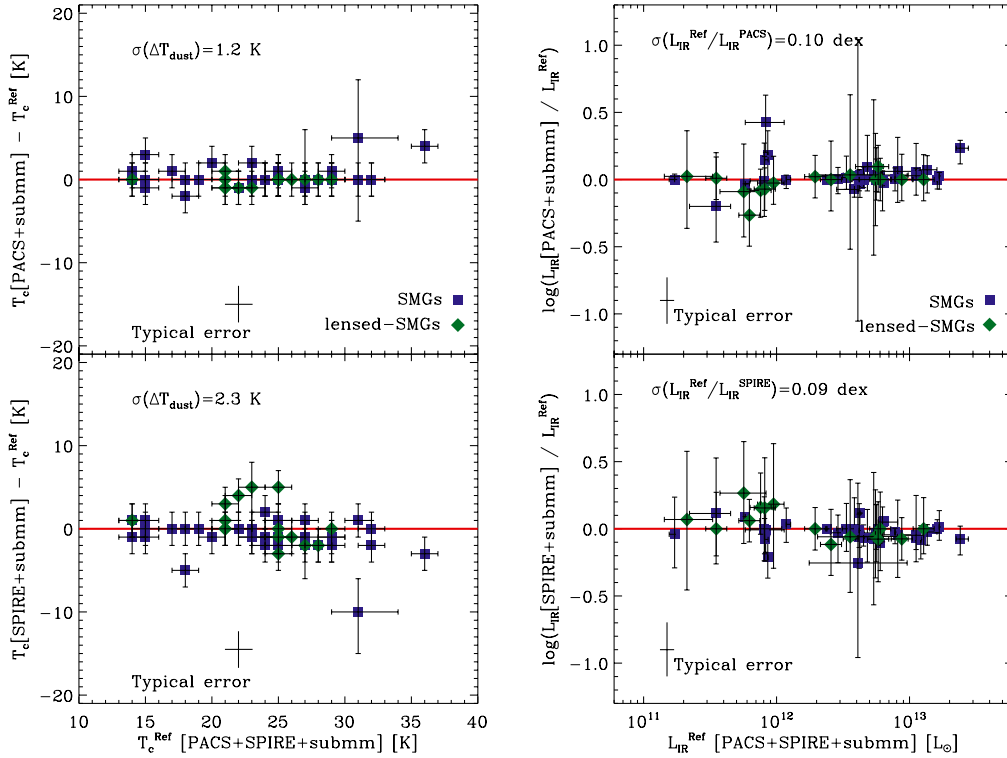 σ(ΔT_dust)=1.2 K
T_c[PACS+submm] − T_c^Ref [K]
20
10
0
−10
−20
SMGs
lensed−SMGs
Typical error
σ(L_IR^Ref/L_IR^PACS)=0.10 dex
log(L_IR[PACS+submm] / L_IR^Ref)
1.0
0.5
0.0
−0.5
−1.0
SMGs
lensed−SMGs
Typical error
σ(ΔT_dust)=2.3 K
T_c[SPIRE+submm] − T_c^Ref [K]
20
10
0
−10
−20
Typical error
10 15 20 25 30 35 40
T_c^Ref [PACS+SPIRE+submm] [K]
σ(L_IR^Ref/L_IR^SPIRE)=0.09 dex
log(L_IR[SPIRE+submm] / L_IR^Ref)
1.0
0.5
0.0
−0.5
−1.0
Typical error
10^11 10^12 10^13
L_IR^Ref [PACS+SPIRE+submm] [L_⊙]